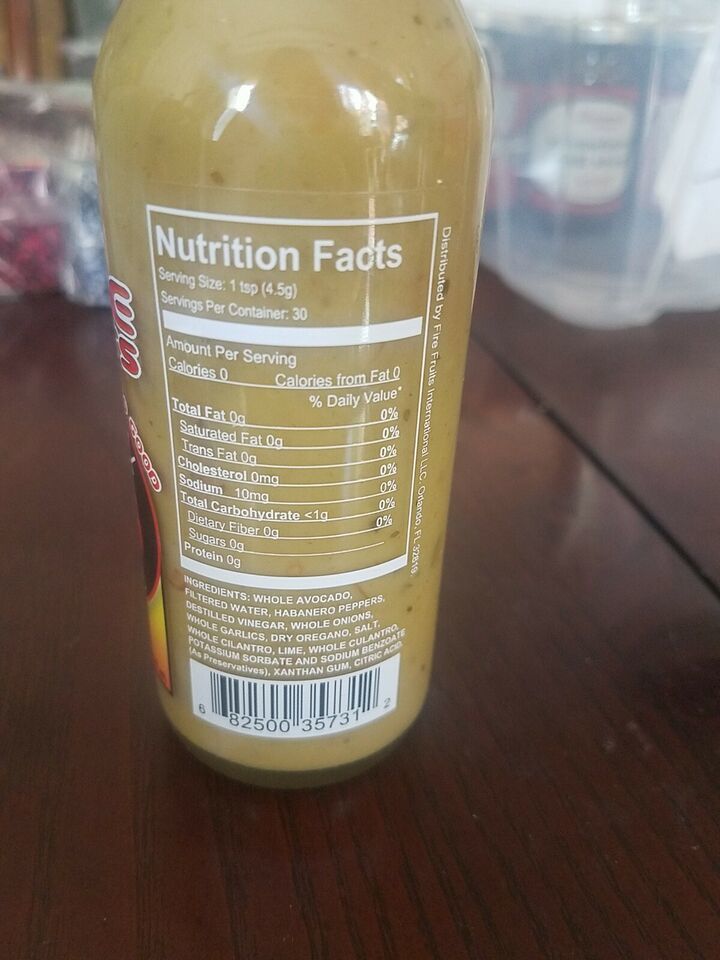 Nutrition Facts
Serving Size: 1 tsp (4.5g)
Servings Per Container: 30
Amount Per Serving
Calories 0 Calories from Fat 0
% Daily Value*
Total Fat 0g 0%
Saturated Fat 0g 0%
Trans Fat 0g 0%
Cholesterol 0mg 0%
Sodium 10mg 0%
Total Carbohydrate <1g 0%
Dietary Fiber 0g 0%
Sugars 0g
Protein 0g
INGREDIENTS: WHOLE AVOCADO,
FILTERED WATER, HABANERO PEPPERS,
DESTILLED VINEGAR, WHOLE ONIONS,
WHOLE GARLICS, DRY OREGANO, SALT,
WHOLE CILANTRO, LIME, WHOLE CULANTRO,
POTASSIUM SORBATE AND SODIUM BENZOATE
(As Preservatives), XANTHAN GUM, CITRIC ACID.
6 82500 35731 2
Distributed by Fire Fruits International LLC. Orlando, FL 32819.